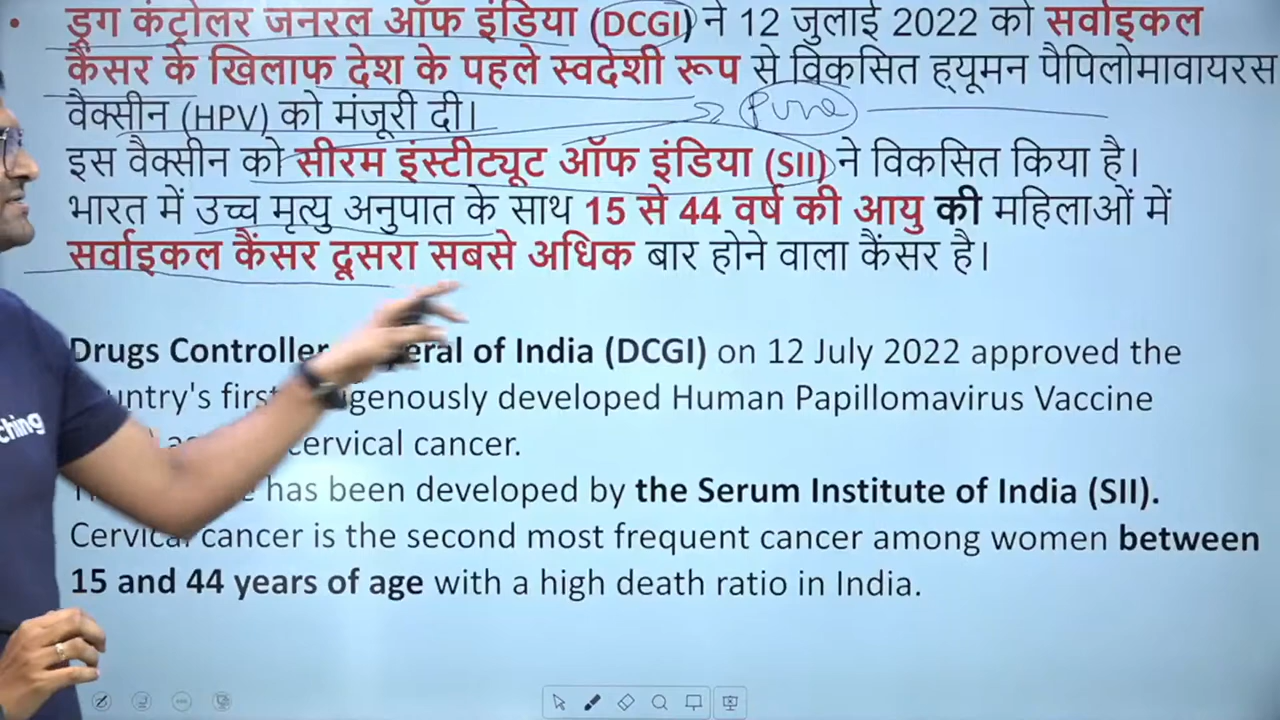 • ड्रग कंट्रोलर जनरल ऑफ इंडिया (DCGI) ने 12 जुलाई 2022 को सर्वाइकल
कैंसर के खिलाफ देश के पहले स्वदेशी रूप से विकसित ह्यूमन पैपिलोमावायरस
वैक्सीन (HPV) को मंजूरी दी।
Pune
इस वैक्सीन को सीरम इंस्टीट्यूट ऑफ इंडिया (SII) ने विकसित किया है।
भारत में उच्च मृत्यु अनुपात के साथ 15 से 44 वर्ष की आयु की महिलाओं में
सर्वाइकल कैंसर दूसरा सबसे अधिक बार होने वाला कैंसर है।
Drugs Controller eral of India (DCGI) on 12 July 2022 approved the
untry's first genously developed Human Papillomavirus Vaccine
cervical cancer.
has been developed by the Serum Institute of India (SII).
Cervical cancer is the second most frequent cancer among women between
15 and 44 years of age with a high death ratio in India.
ching